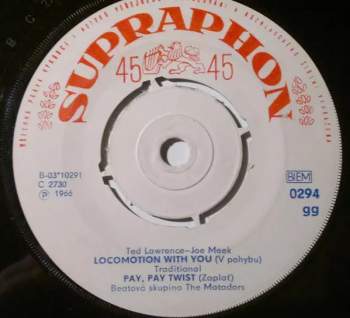 SUPRAPHON
45 45
B-03*10291
C 2730
℗ 1966
BIEM
0294
gg
Ted Lawrence-Joe Meek
LOCOMOTION WITH YOU (V pohybu)
Traditional
PAY, PAY TWIST (Zaplať)
Beatová skupina The Matadors